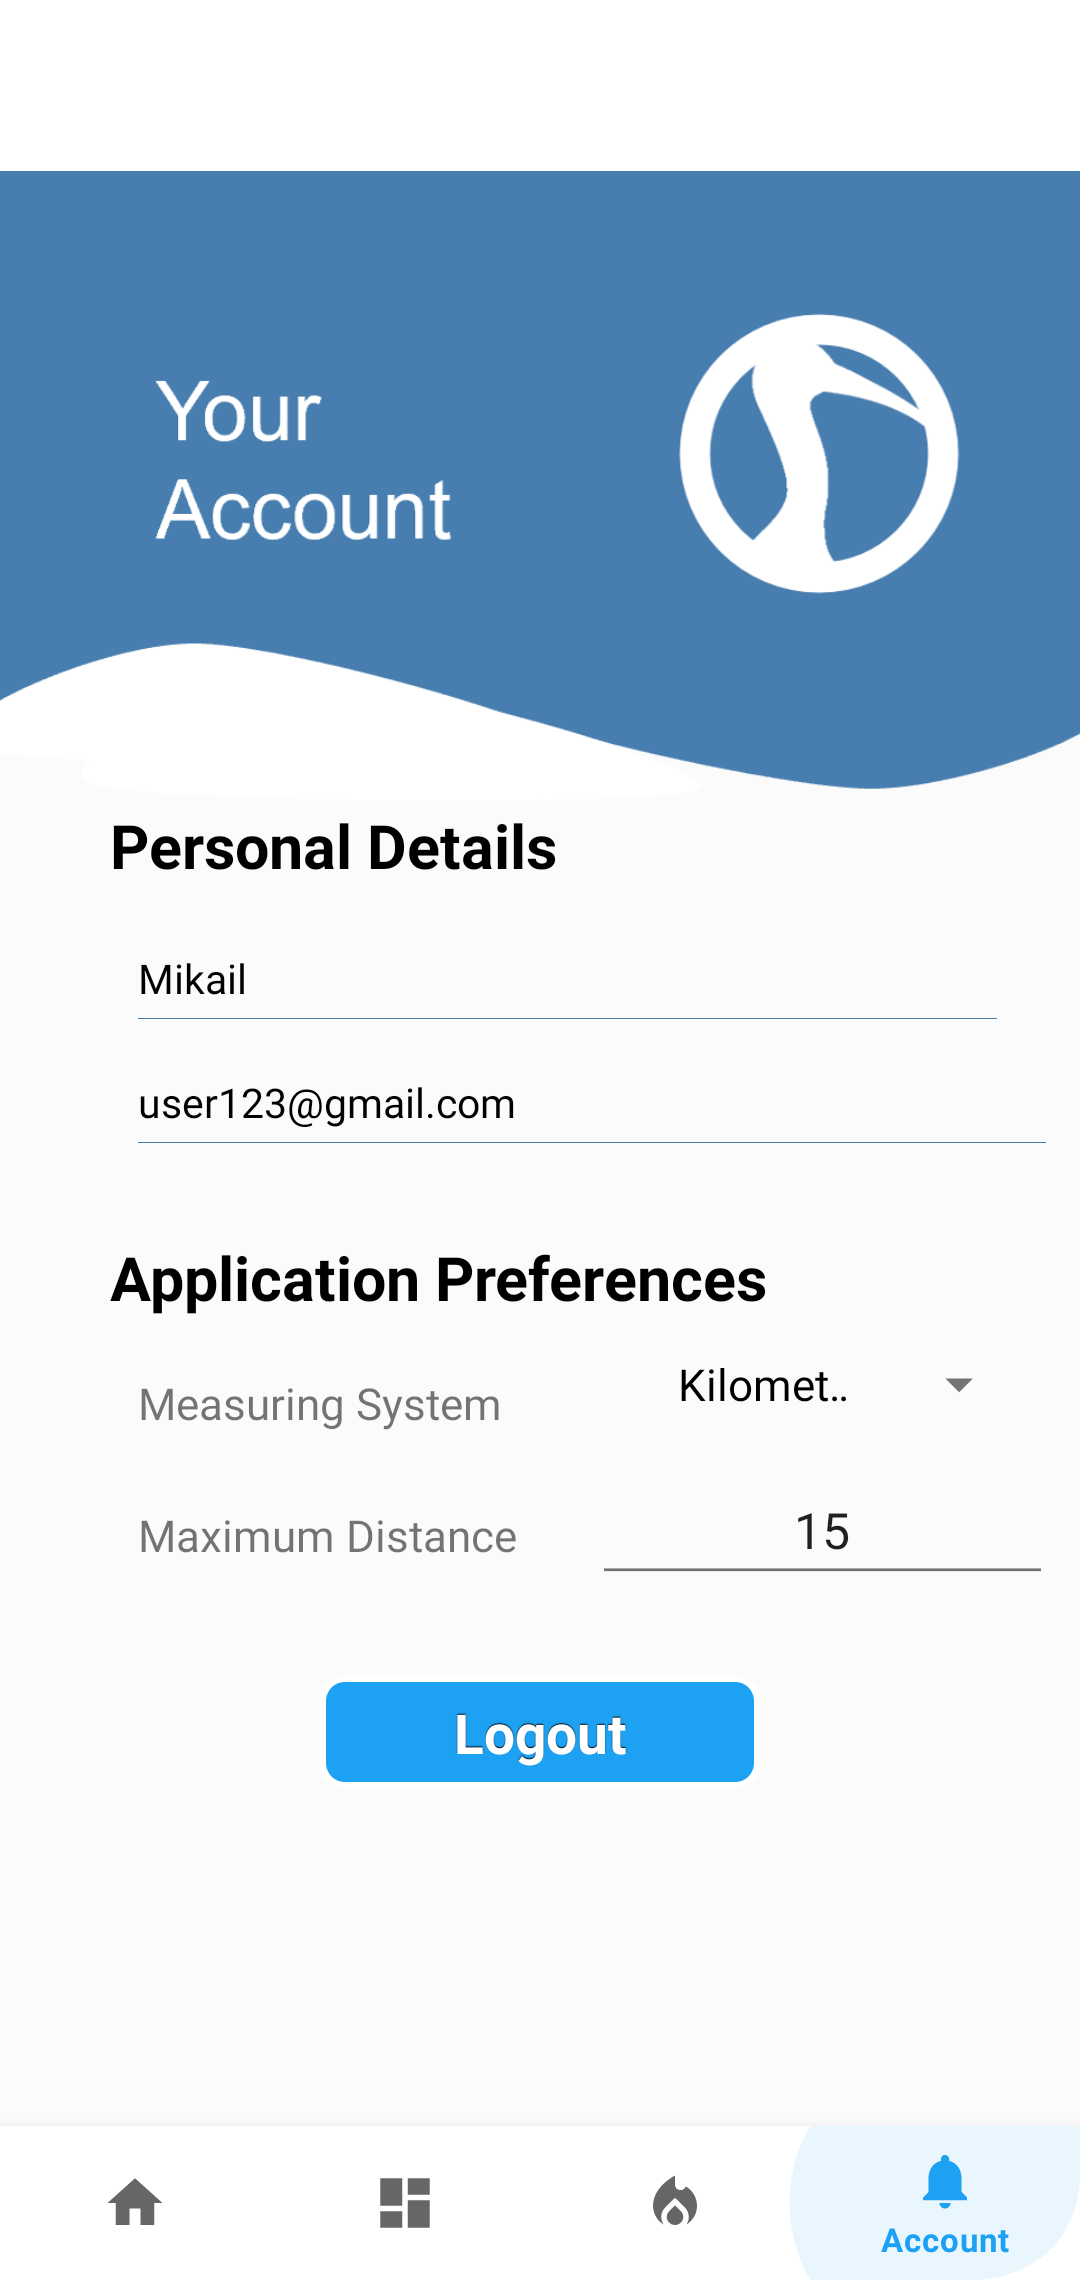 Your
Account
Personal Details
Mikail
user123@gmail.com
Application Preferences
Measuring System
Kilomet..
Maximum Distance
15
Logout
Account